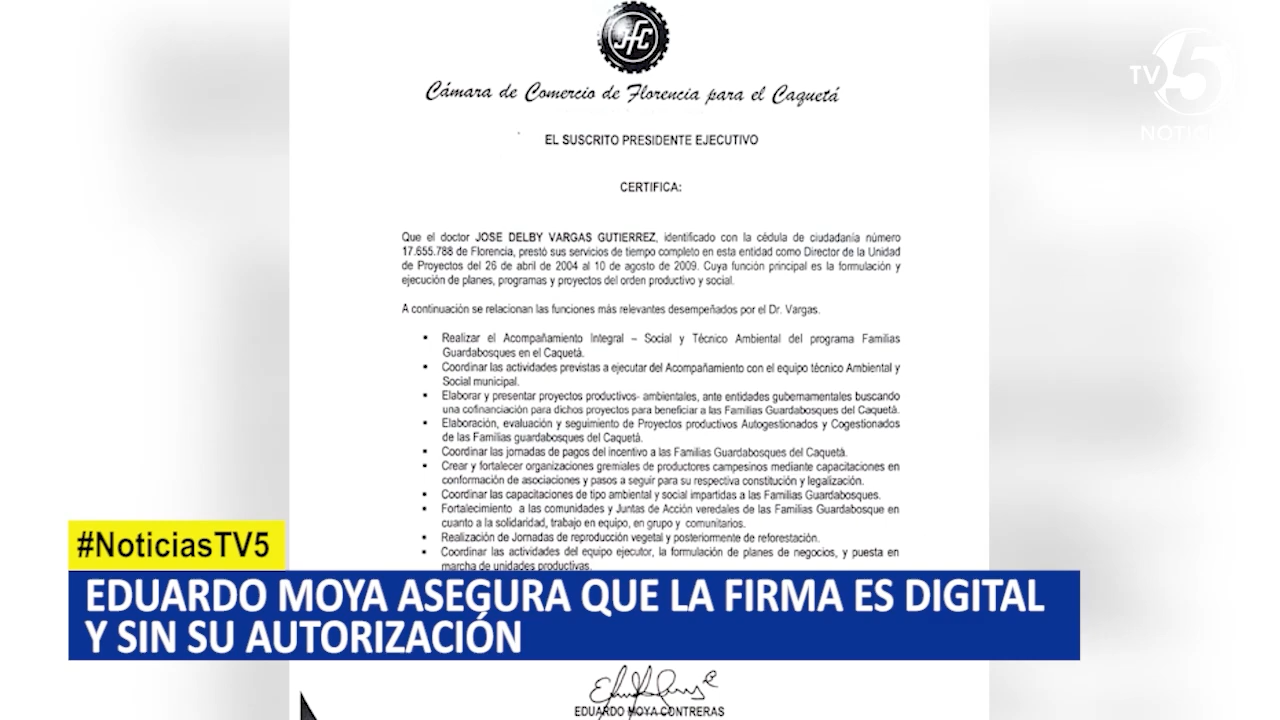 JFC
Cámara de Comercio de Florencia para el Caquetá
TV5
NOTICI
EL SUSCRITO PRESIDENTE EJECUTIVO
CERTIFICA:
Que el doctor JOSE DELBY VARGAS GUTIERREZ, identificado con la cédula de ciudadanía número
17.655.788 de Florencia, prestó sus servicios de tiempo completo en esta entidad como Director de la Unidad
de Proyectos del 26 de abril de 2004 al 10 de agosto de 2009. Cuya función principal es la formulación y
ejecución de planes, programas y proyectos del orden productivo y social.
A continuación se relacionan las funciones más relevantes desempeñados por el Dr. Vargas.
▪ Realizar el Acompañamiento Integral – Social y Técnico Ambiental del programa Familias
Guardabosques en el Caquetà.
▪ Coordinar las actividades previstas a ejecutar del Acompañamiento con el equipo técnico Ambiental y
Social municipal.
▪ Elaborar y presentar proyectos productivos- ambientales, ante entidades gubernamentales buscando
una cofinanciación para dichos proyectos para beneficiar a las Familias Guardabosques del Caquetà.
▪ Elaboración, evaluación y seguimiento de Proyectos productivos Autogestionados y Cogestionados
de las Familias guardabosques del Caquetà.
▪ Coordinar las jornadas de pagos del incentivo a las Familias Guardabosques del Caquetà.
▪ Crear y fortalecer organizaciones gremiales de productores campesinos mediante capacitaciones en
conformación de asociaciones y pasos a seguir para su respectiva constitución y legalización.
▪ Coordinar las capacitaciones de tipo ambiental y social impartidas a las Familias Guardabosques.
▪ Fortalecimiento a las comunidades y Juntas de Acción veredales de las Familias Guardabosque en
cuanto a la solidaridad, trabajo en equipo, en grupo y comunitarios.
▪ Realización de Jornadas de reproducción vegetal y posteriormente de reforestación.
▪ Coordinar las actividades del equipo ejecutor, la formulación de planes de negocios, y puesta en
marcha de unidades productivas.
#NoticiasTV5
EDUARDO MOYA ASEGURA QUE LA FIRMA ES DIGITAL
Y SIN SU AUTORIZACIÓN
EDUARDO MOYA CONTRERAS